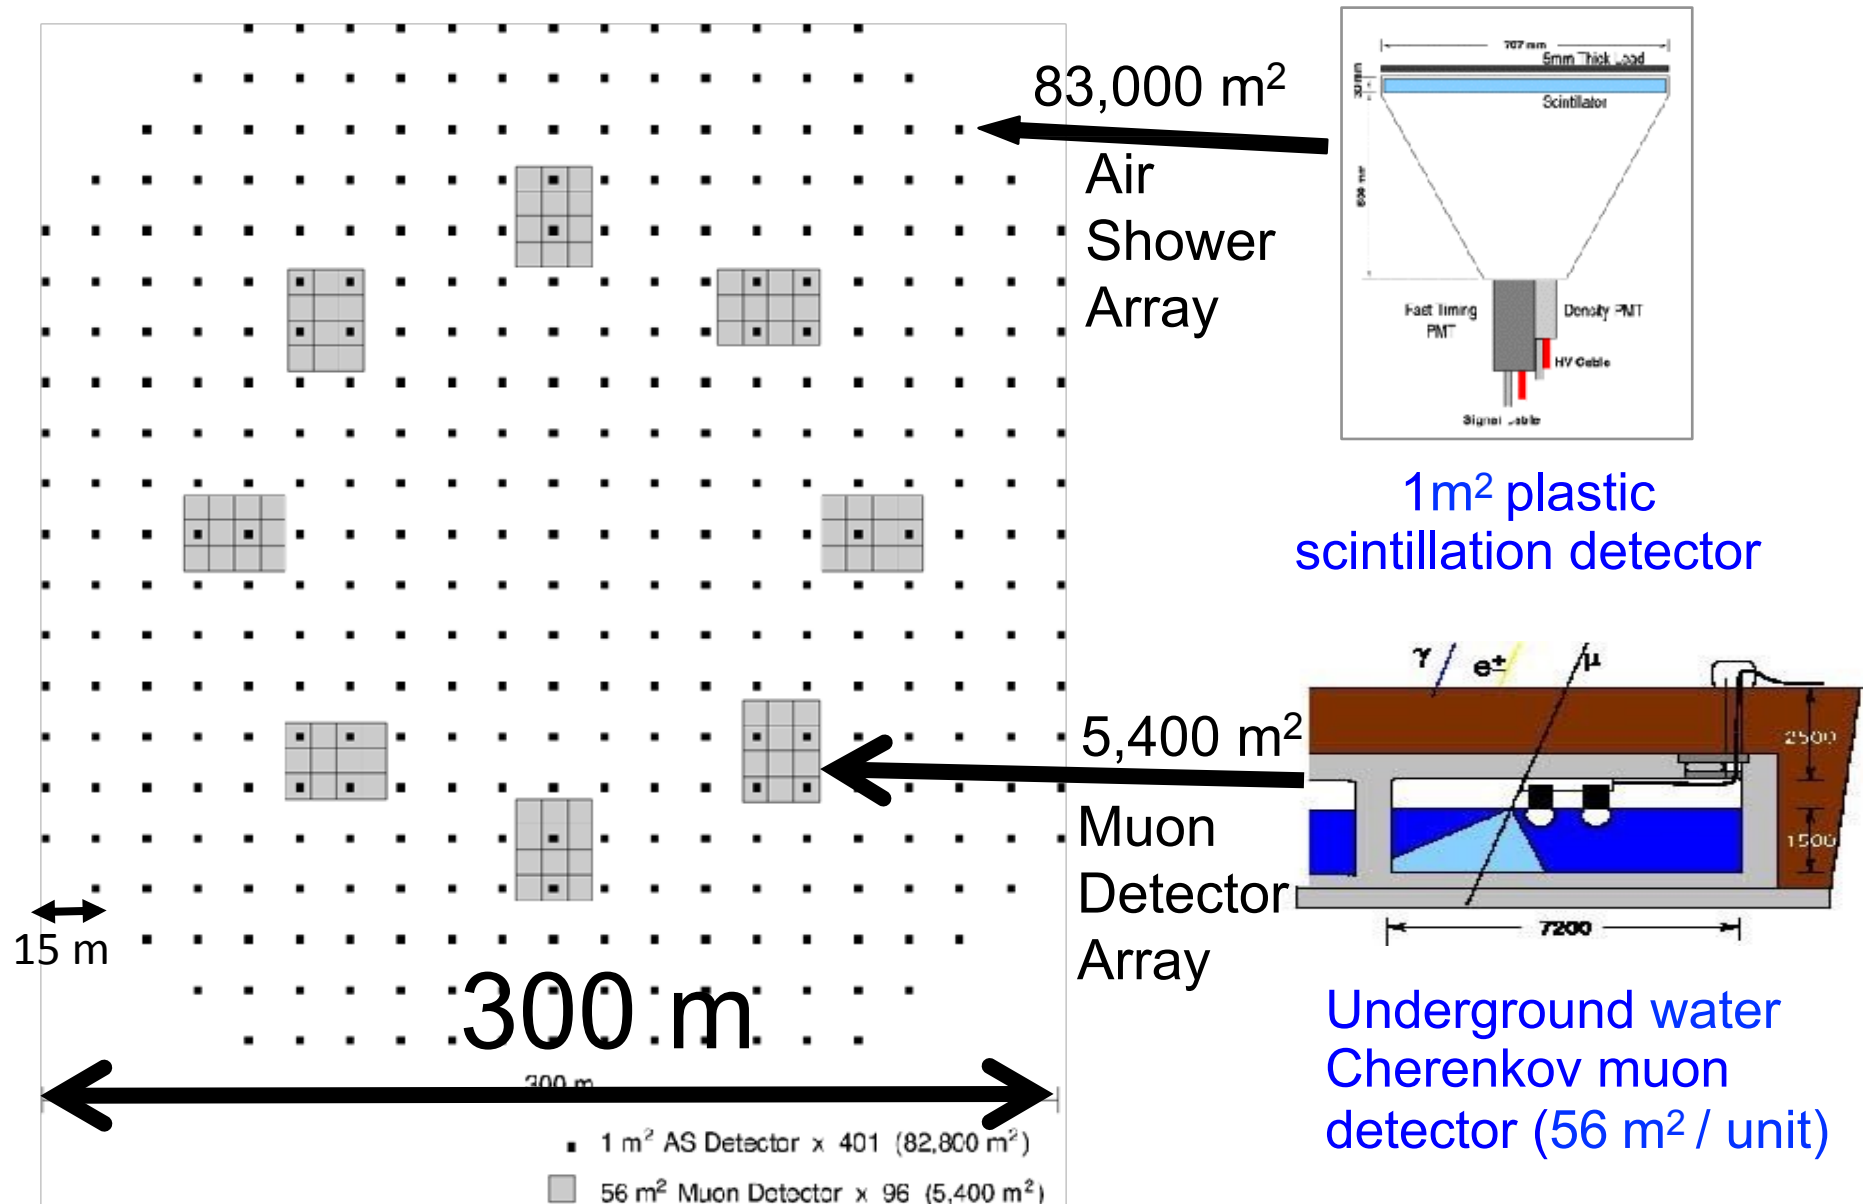 83,000 m²
Air
Shower
Array
707 mm
5mm Thick Lead
Scintillator
Fast Timing
PMT
Density PMT
HV Cable
1m² plastic
scintillation detector
γ
e±
μ
5,400 m²
2500
1500
Muon
Detector
Array
7200
15 m
300 m
300 m
Underground water
Cherenkov muon
detector (56 m² / unit)
1 m² AS Detector x 401 (82,800 m²)
56 m² Muon Detector x 96 (5,400 m²)